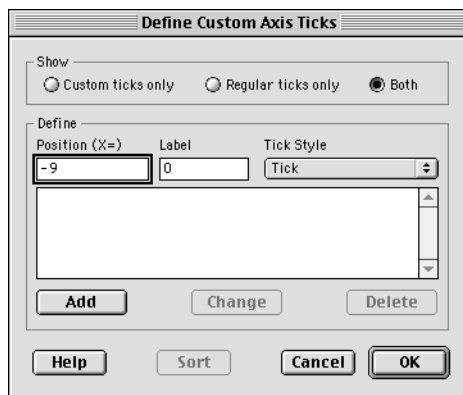 Define Custom Axis Ticks
Show
Custom ticks only Regular ticks only Both
Define
Position (X=) Label Tick Style
-9 0 Tick
Add Change Delete
Help Sort Cancel OK